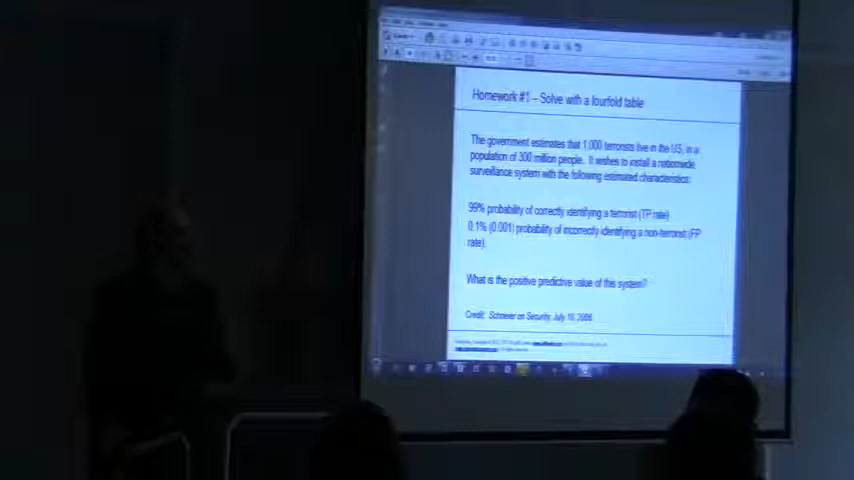 Homework #1 – Solve with a fourfold table
The government estimates that 1,000 terrorists live in the US, in a
population of 300 million people. It wishes to install a nationwide
surveillance system with the following estimated characteristics:
99% probability of correctly identifying a terrorist (TP rate)
0.1% (0.001) probability of incorrectly identifying a non-terrorist (FP
rate).
What is the positive predictive value of this system?
Credit: Schneier on Security, July 10, 2006